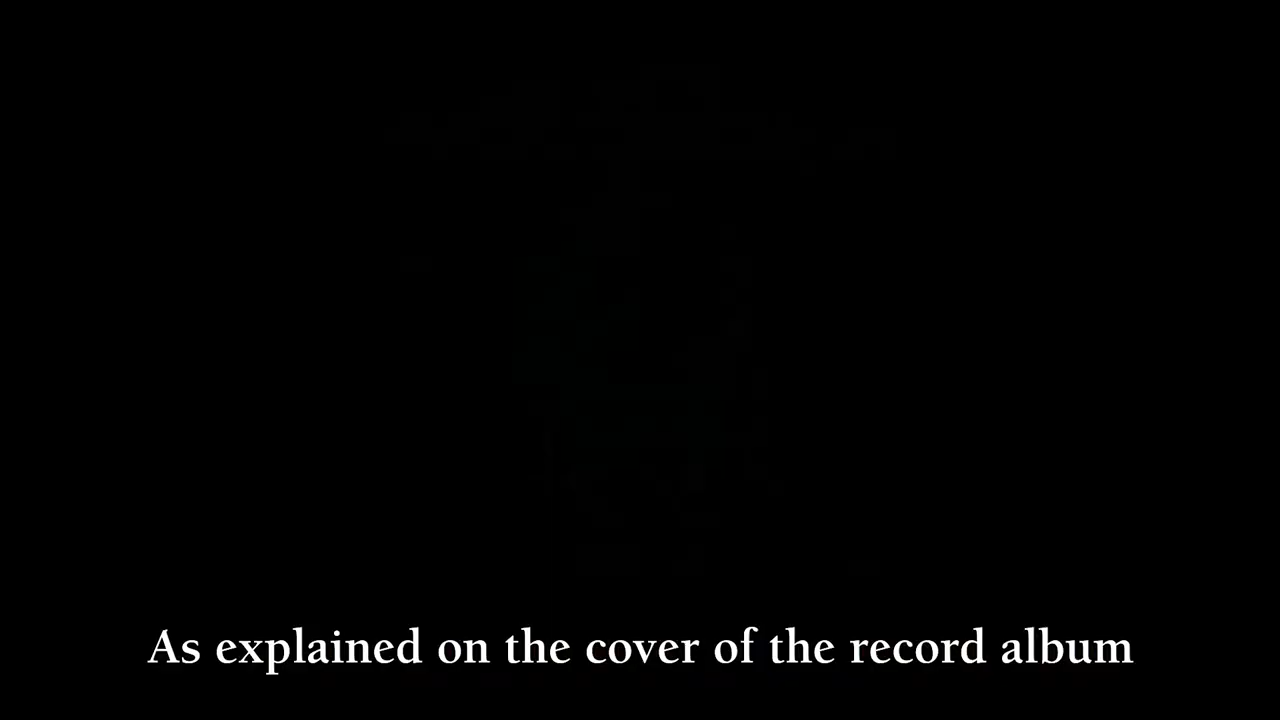 As explained on the cover of the record album